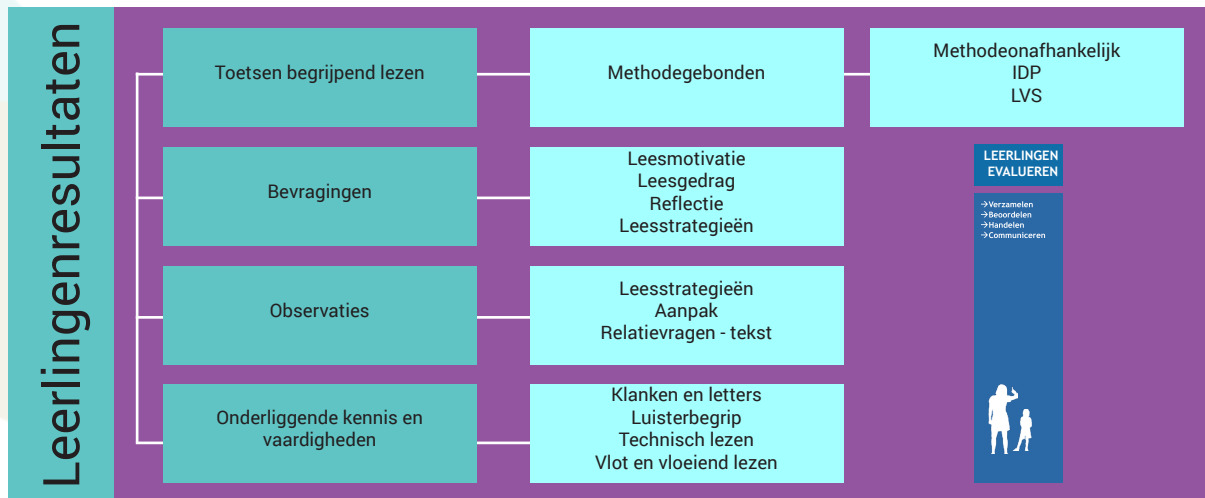 Leerlingenresultaten
Toetsen begrijpend lezen
Methodegebonden
Methodeonafhankelijk
IDP
LVS
Bevragingen
Leesmotivatie
Leesgedrag
Reflectie
Leesstrategieën
LEERLINGEN
EVALUEREN
→Verzamelen
→Beoordelen
→Handelen
→Communiceren
Observaties
Leesstrategieën
Aanpak
Relatievragen - tekst
Onderliggende kennis en
vaardigheden
Klanken en letters
Luisterbegrip
Technisch lezen
Vlot en vloeiend lezen